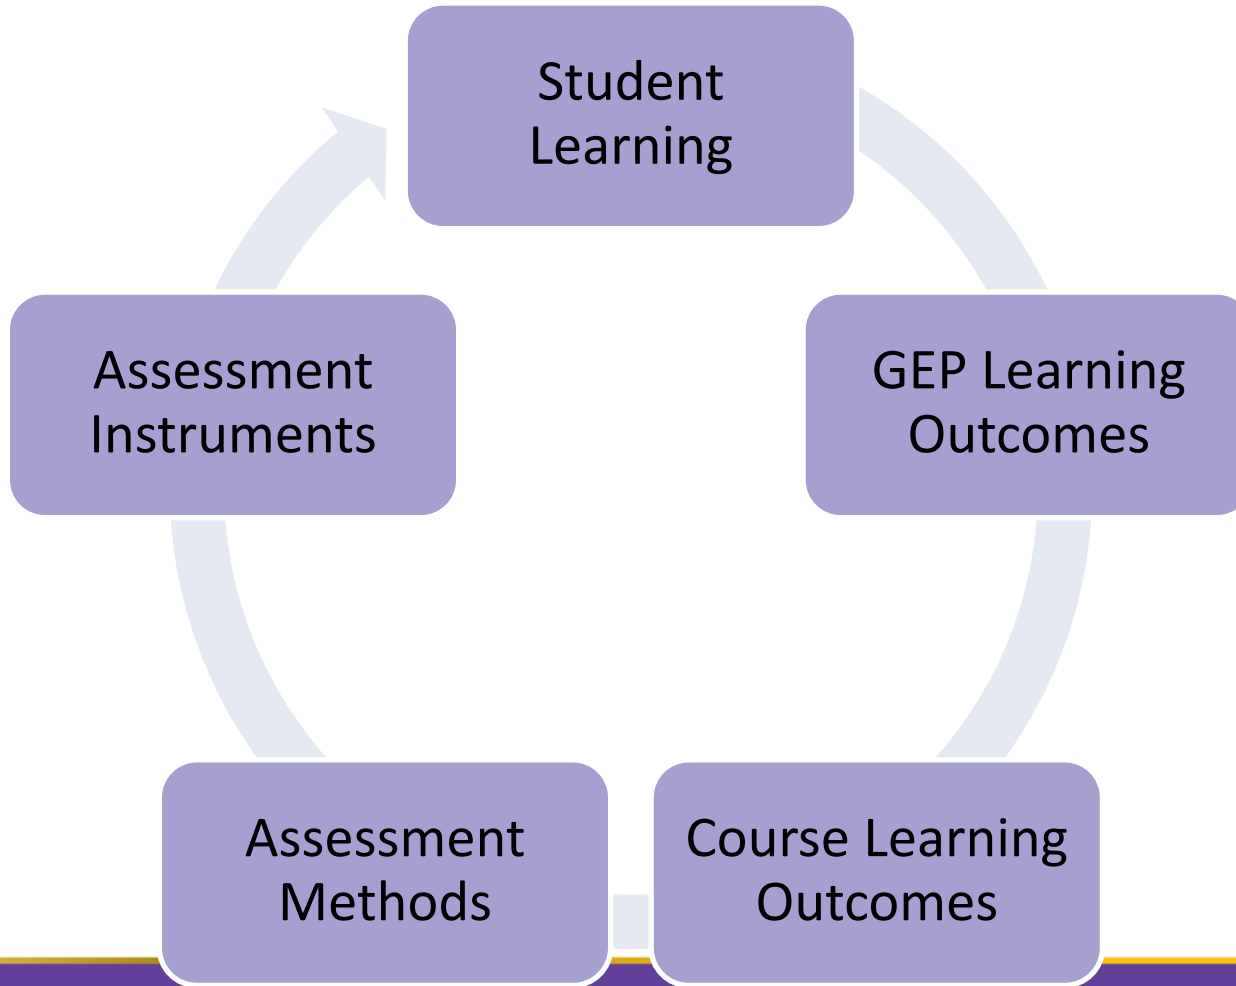 Student
Learning
GEP Learning
Outcomes
Course Learning
Outcomes
Assessment
Methods
Assessment
Instruments